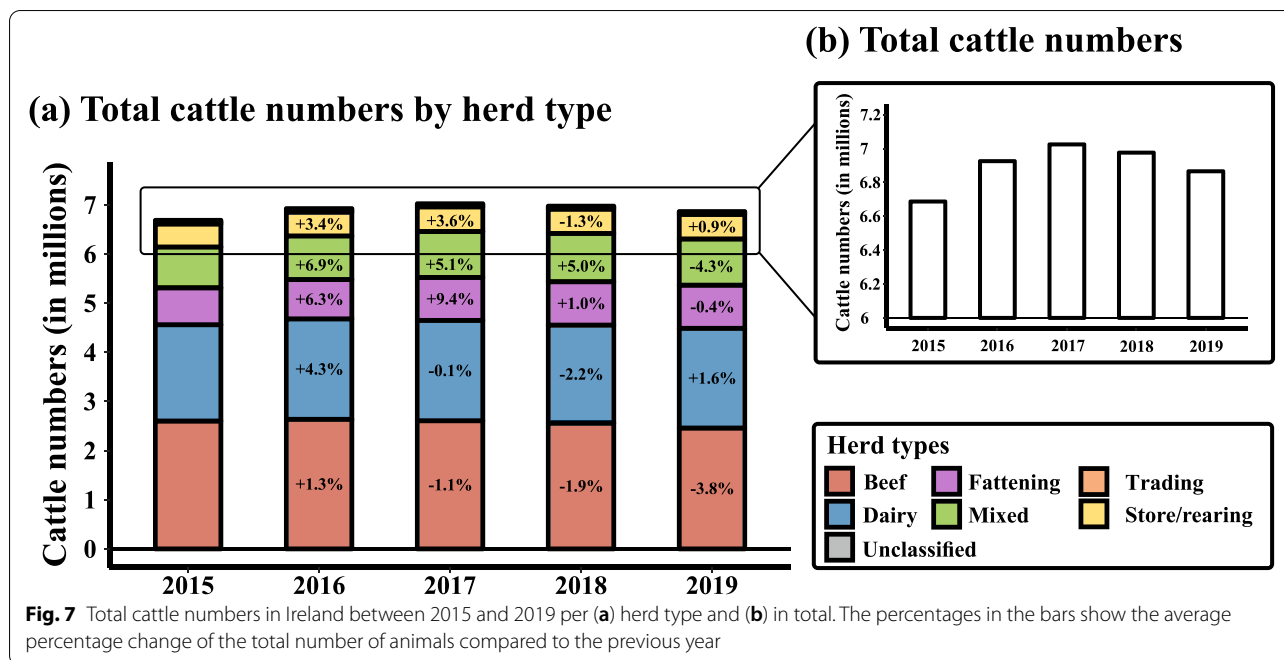 (b) Total cattle numbers
(a) Total cattle numbers by herd type
Cattle numbers (in millions)
7
6
5
4
3
2
1
0
+3.4%
+6.9%
+6.3%
+4.3%
+1.3%
+3.6%
+5.1%
+9.4%
-0.1%
-1.1%
-1.3%
+5.0%
+1.0%
-2.2%
-1.9%
+0.9%
-4.3%
-0.4%
+1.6%
-3.8%
2015 2016 2017 2018 2019
Cattle numbers (in millions)
7.2
7
6.8
6.6
6.4
6.2
6
2015 2016 2017 2018 2019
Herd types
Beef Fattening Trading
Dairy Mixed Store/rearing
Unclassified
Fig. 7 Total cattle numbers in Ireland between 2015 and 2019 per (a) herd type and (b) in total. The percentages in the bars show the average
percentage change of the total number of animals compared to the previous year